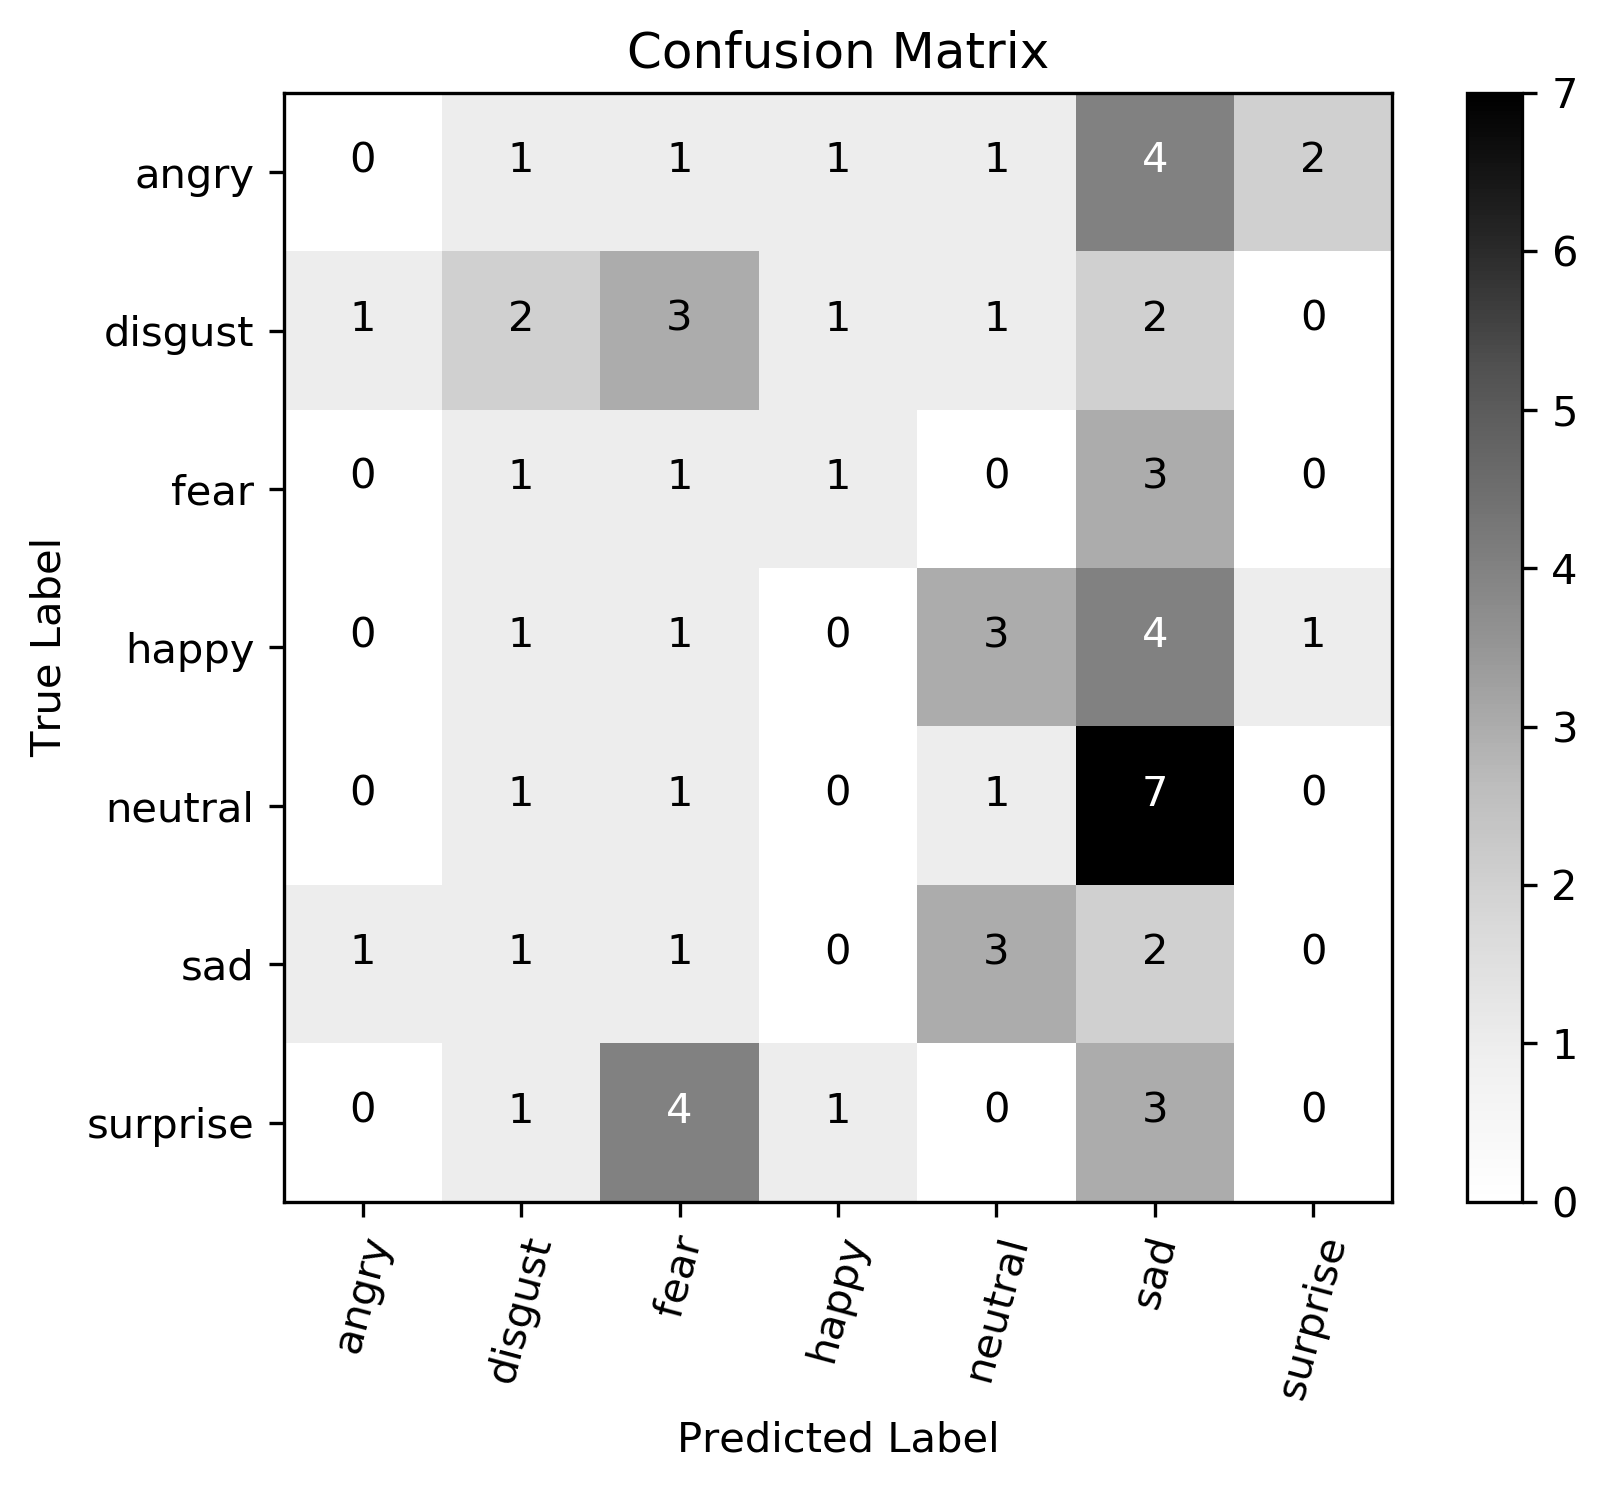 Confusion Matrix
angry 0 1 1 1 1 4 2
disgust 1 2 3 1 1 2 0
fear 0 1 1 1 0 3 0
happy 0 1 1 0 3 4 1
neutral 0 1 1 0 1 7 0
sad 1 1 1 0 3 2 0
surprise 0 1 4 1 0 3 0
True Label
angry disgust fear happy neutral sad surprise
Predicted Label
7
6
5
4
3
2
1
0